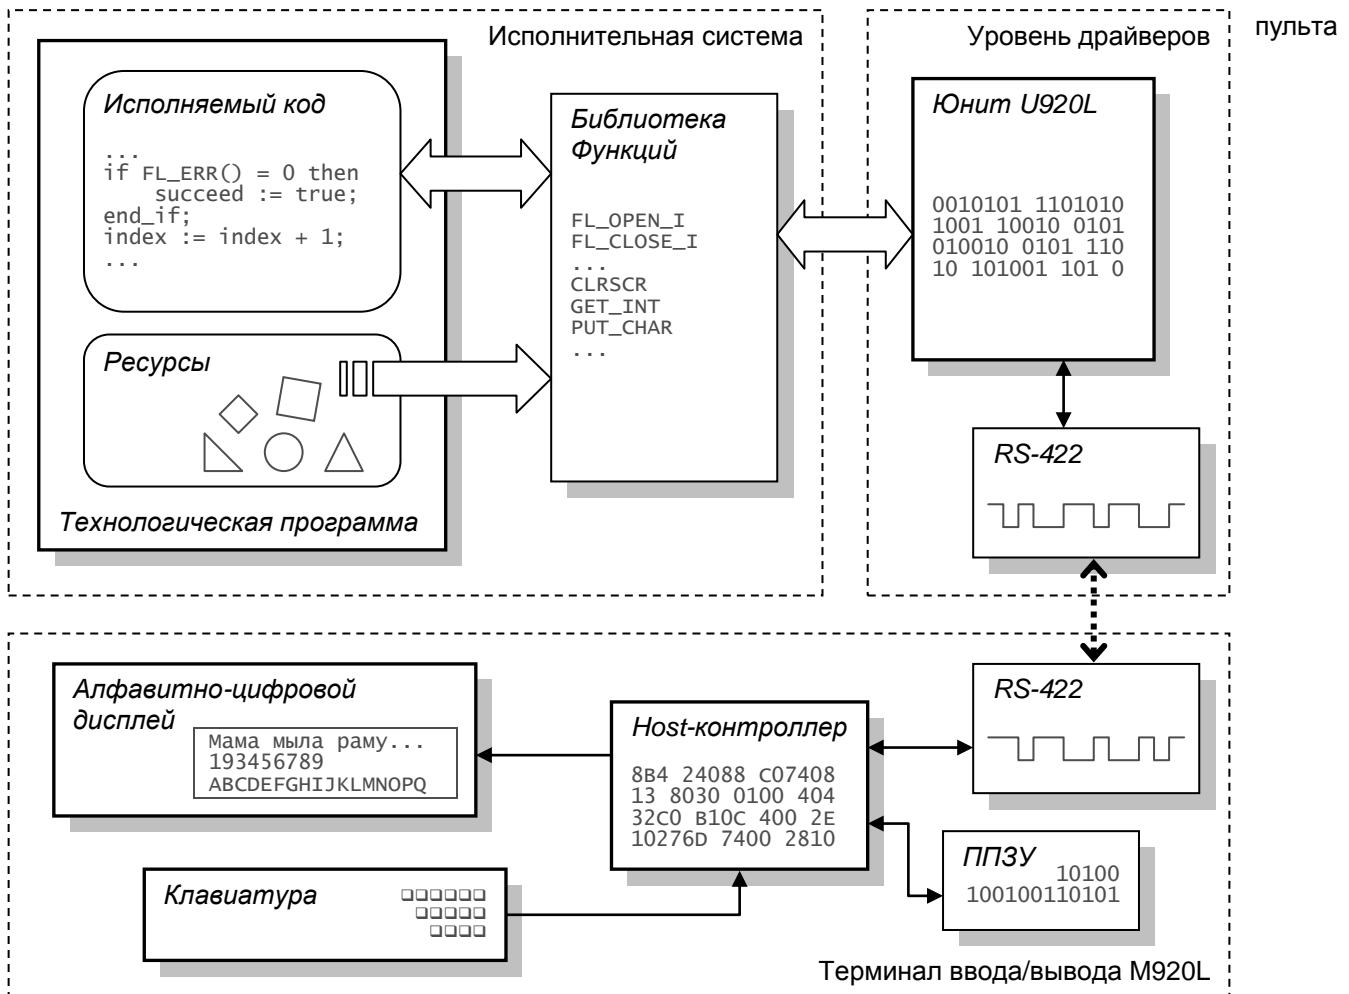 Исполнительная система
Уровень драйверов
пульта
Исполняемый код
...
if FL_ERR() = 0 then
succeed := true;
end_if;
index := index + 1;
...
Библиотека
Функций
FL_OPEN_I
FL_CLOSE_I
...
CLRSCR
GET_INT
PUT_CHAR
...
Юнит U920L
0010101 1101010
1001 10010 0101
010010 0101 110
10 101001 101 0
Ресурсы
Технологическая программа
RS-422
Алфавитно-цифровой
дисплей
Мама мыла раму...
193456789
ABCDEFGHIJKLMNOPQ
Host-контроллер
8B4 24088 C07408
13 8030 0100 404
32C0 B10C 400 2E
10276D 7400 2810
RS-422
ППЗУ
10100
100100110101
Клавиатура
Терминал ввода/вывода M920L